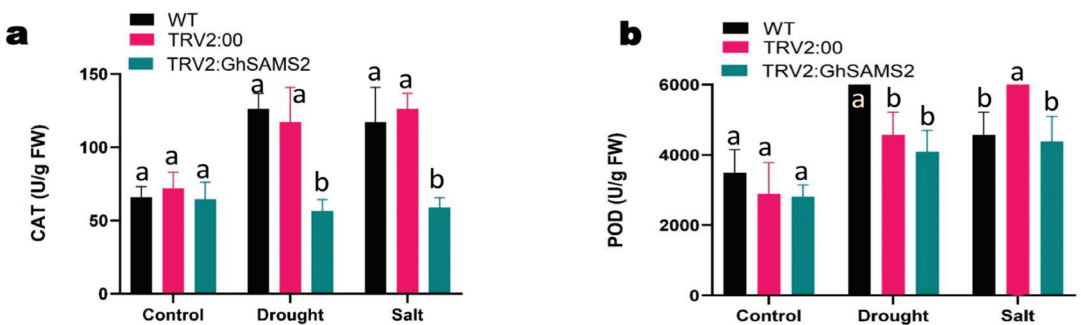 a
WT
TRV2:00
TRV2:GhSAMS2
CAT (U/g FW)
150
100
50
0
a a a
a a b
a a b
Control Drought Salt
b
WT
TRV2:00
TRV2:GhSAMS2
POD (U/g FW)
6000
4000
2000
0
a a a
a b b
b a b
Control Drought Salt